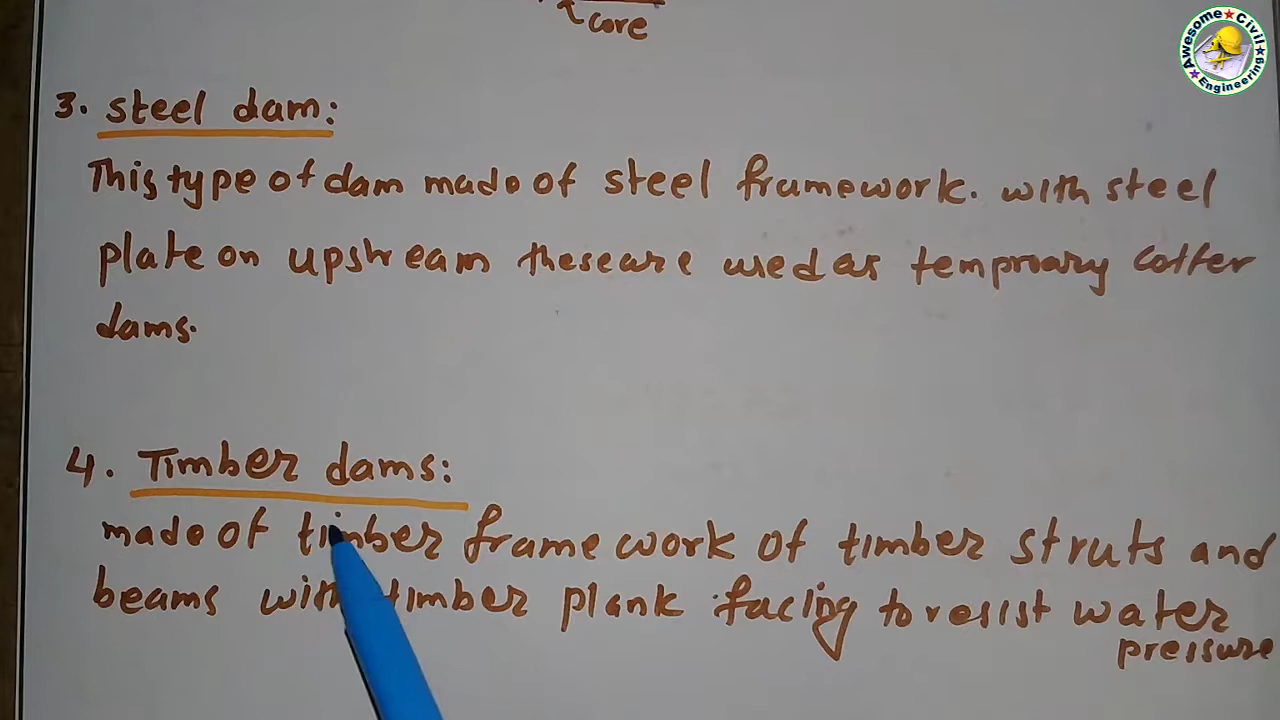 core
3. steel dam:
This type of dam made of steel framework. with steel
plate on upstream these are used as temprary coffer
dams.
4. Timber dams:
made of timber frame work of timber struts and
beams with timber plank facing to resist water
pressure
Awesome Civil Engineering